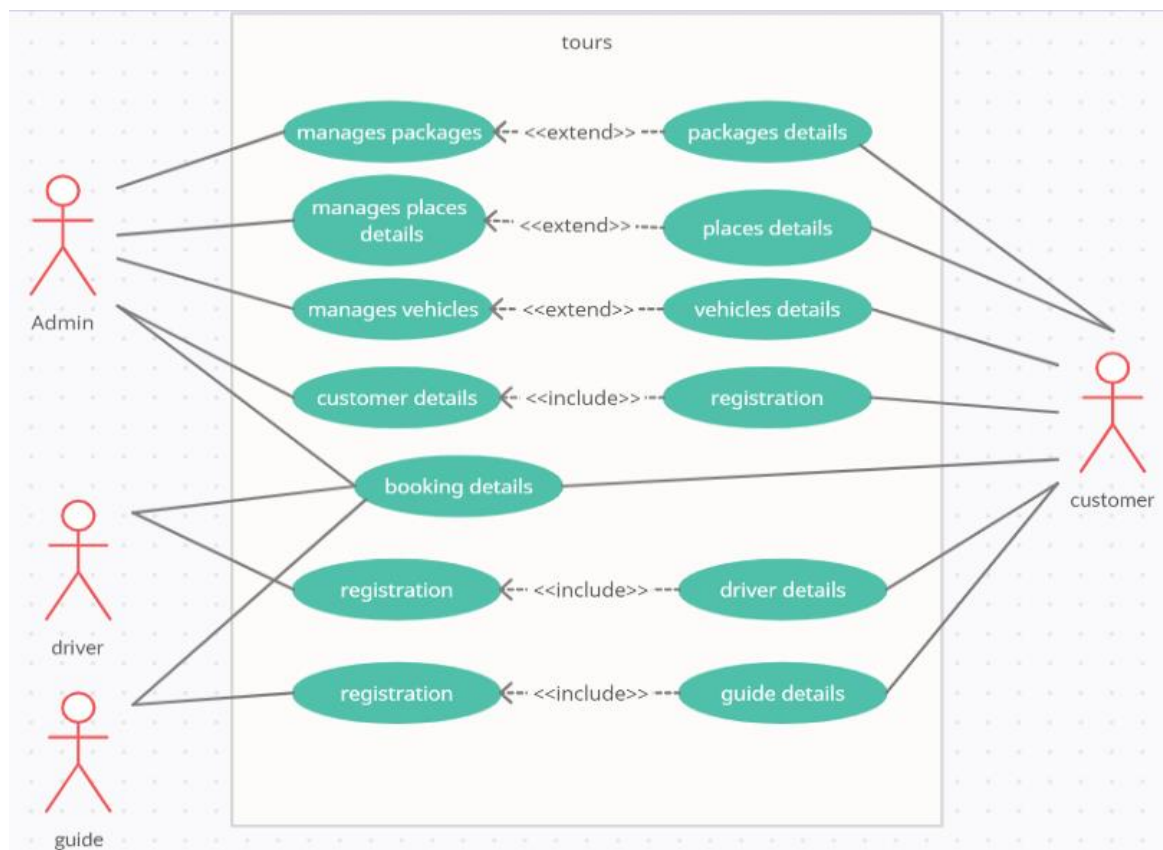 tours
manages packages
<<extend>>
packages details
manages places
details
<<extend>>
places details
manages vehicles
<<extend>>
vehicles details
Admin
customer details
<<include>>
registration
booking details
customer
driver
registration
<<include>>
driver details
guide
registration
<<include>>
guide details